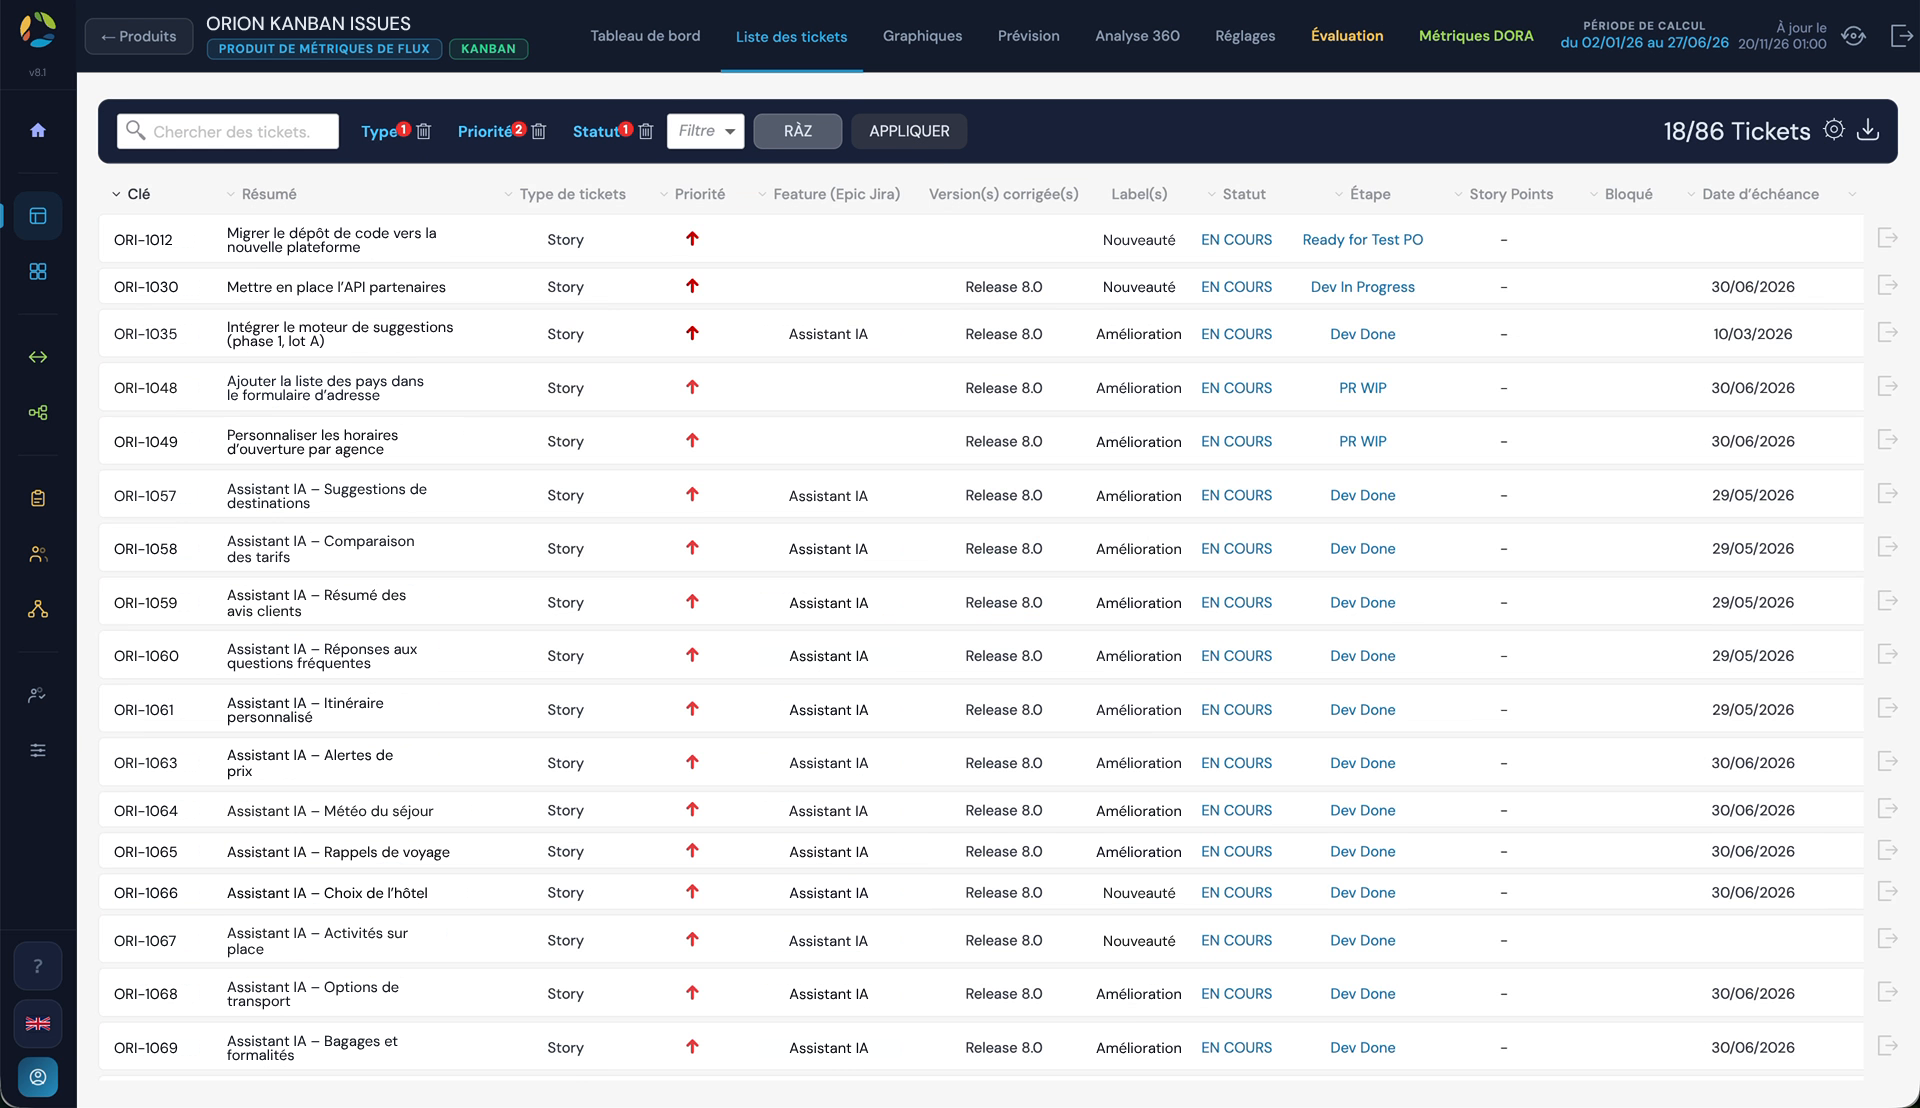 v8.1
← Produits
ORION KANBAN ISSUES
PRODUIT DE MÉTRIQUES DE FLUX
KANBAN
Tableau de bord
Liste des tickets
Graphiques
Prévision
Analyse 360
Réglages
Évaluation
Métriques DORA
PÉRIODE DE CALCUL
du 02/01/26 au 27/06/26
À jour le
20/11/26 01:00
Chercher des tickets.
Type 1
Priorité 2
Statut 1
Filtre
RÀZ
APPLIQUER
18/86 Tickets
Clé Résumé Type de tickets Priorité Feature (Epic Jira) Version(s) corrigée(s) Label(s) Statut Étape Story Points Bloqué Date d’échéance
ORI-1012 Migrer le dépôt de code vers la
nouvelle plateforme Story Nouveauté EN COURS Ready for Test PO -
ORI-1030 Mettre en place l’API partenaires Story Release 8.0 Nouveauté EN COURS Dev In Progress - 30/06/2026
ORI-1035 Intégrer le moteur de suggestions
(phase 1, lot A) Story Assistant IA Release 8.0 Amélioration EN COURS Dev Done - 10/03/2026
ORI-1048 Ajouter la liste des pays dans
le formulaire d’adresse Story Release 8.0 Amélioration EN COURS PR WIP - 30/06/2026
ORI-1049 Personnaliser les horaires
d’ouverture par agence Story Release 8.0 Amélioration EN COURS PR WIP - 30/06/2026
ORI-1057 Assistant IA – Suggestions de
destinations Story Assistant IA Release 8.0 Amélioration EN COURS Dev Done - 29/05/2026
ORI-1058 Assistant IA – Comparaison
des tarifs Story Assistant IA Release 8.0 Amélioration EN COURS Dev Done - 29/05/2026
ORI-1059 Assistant IA – Résumé des
avis clients Story Assistant IA Release 8.0 Amélioration EN COURS Dev Done - 29/05/2026
ORI-1060 Assistant IA – Réponses aux
questions fréquentes Story Assistant IA Release 8.0 Amélioration EN COURS Dev Done - 29/05/2026
ORI-1061 Assistant IA – Itinéraire
personnalisé Story Assistant IA Release 8.0 Amélioration EN COURS Dev Done - 29/05/2026
ORI-1063 Assistant IA – Alertes de
prix Story Assistant IA Release 8.0 Amélioration EN COURS Dev Done - 30/06/2026
ORI-1064 Assistant IA – Météo du séjour Story Assistant IA Release 8.0 Amélioration EN COURS Dev Done - 30/06/2026
ORI-1065 Assistant IA – Rappels de voyage Story Assistant IA Release 8.0 Amélioration EN COURS Dev Done - 30/06/2026
ORI-1066 Assistant IA – Choix de l’hôtel Story Assistant IA Release 8.0 Nouveauté EN COURS Dev Done - 30/06/2026
ORI-1067 Assistant IA – Activités sur
place Story Assistant IA Release 8.0 Nouveauté EN COURS Dev Done -
ORI-1068 Assistant IA – Options de
transport Story Assistant IA Release 8.0 Amélioration EN COURS Dev Done - 30/06/2026
ORI-1069 Assistant IA – Bagages et
formalités Story Assistant IA Release 8.0 Amélioration EN COURS Dev Done - 30/06/2026
?